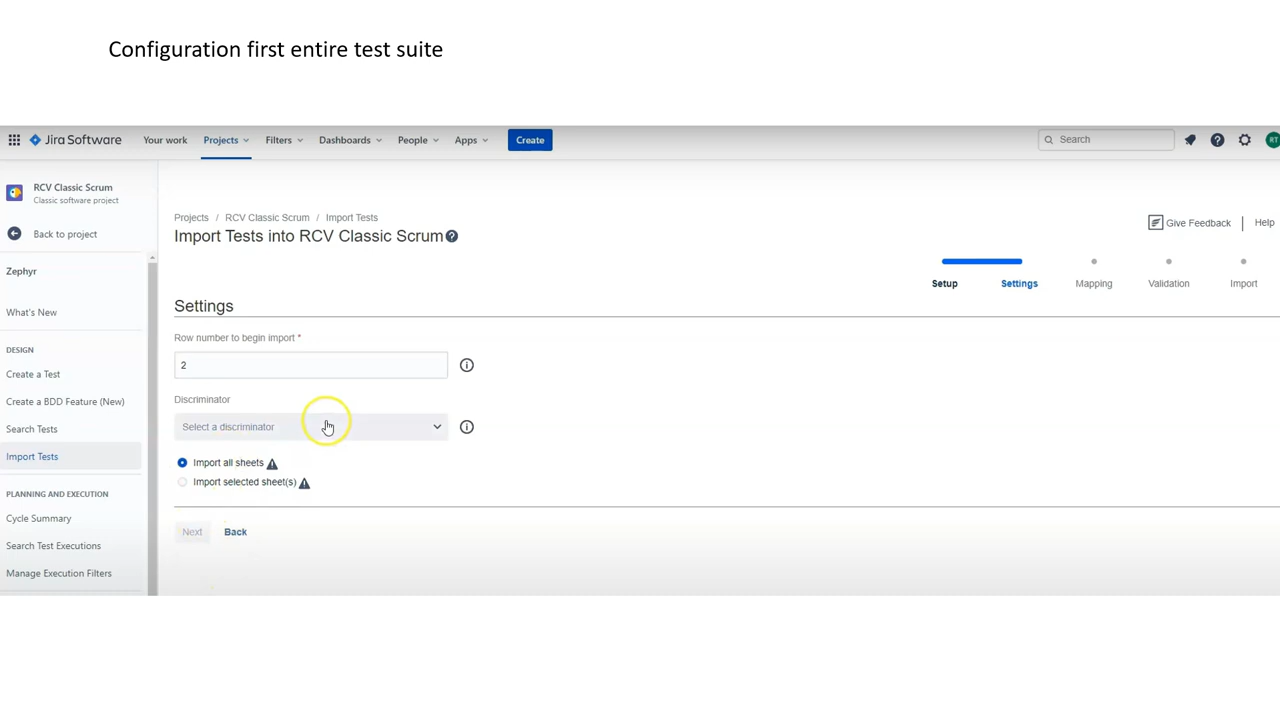 Configuration first entire test suite
Jira Software Your work Projects Filters Dashboards People Apps Create Search RT
RCV Classic Scrum
Classic software project
Back to project
Zephyr
What's New
DESIGN
Create a Test
Create a BDD Feature (New)
Search Tests
Import Tests
PLANNING AND EXECUTION
Cycle Summary
Search Test Executions
Manage Execution Filters
Projects / RCV Classic Scrum / Import Tests
Import Tests into RCV Classic Scrum
Give Feedback | Help
Setup Settings Mapping Validation Import
Settings
Row number to begin import *
2
Discriminator
Select a discriminator
Import all sheets
Import selected sheet(s)
Next Back